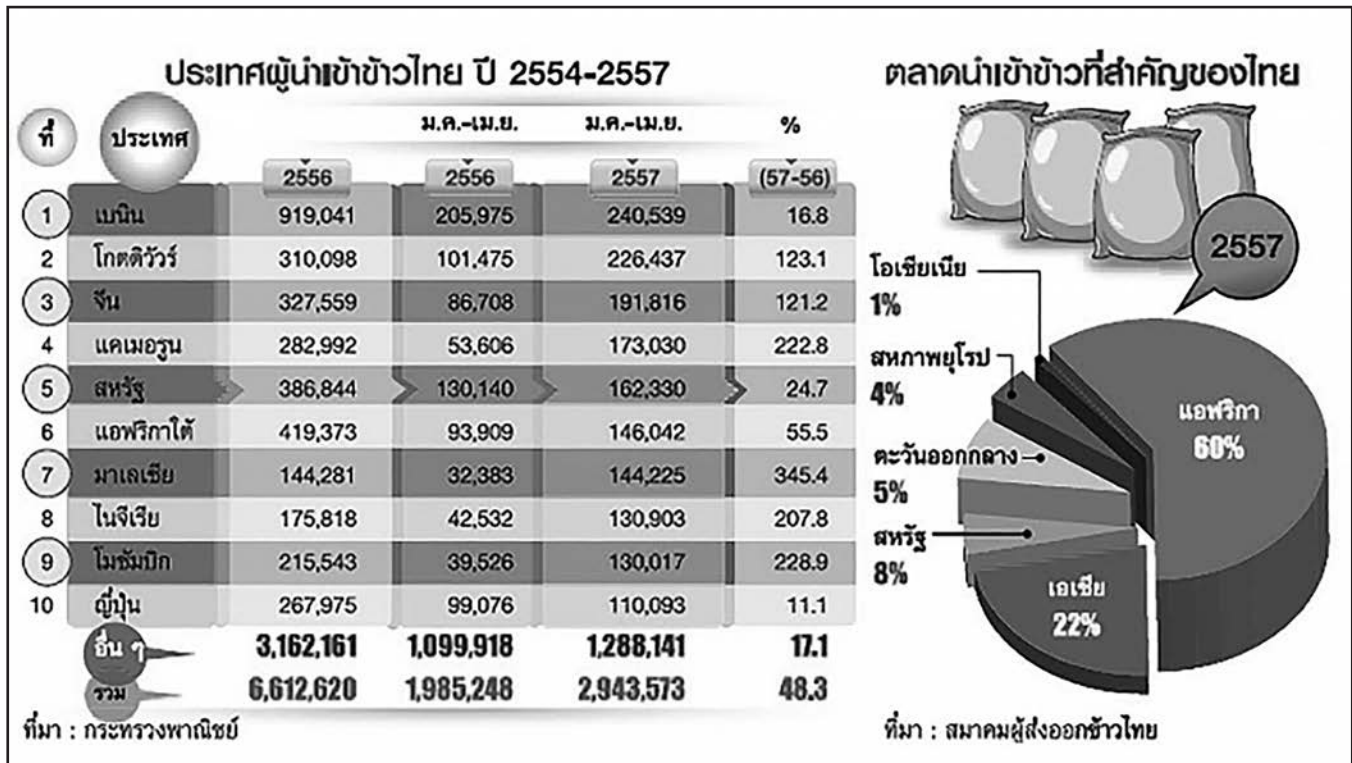 ประเทศผู้นำเข้าข้าวไทย ปี 2554-2557
ที่ ประเทศ 2556 ม.ค.-เม.ย. 2556 ม.ค.-เม.ย. 2557 % (57-56)
1 เบนิน 919,041 205,975 240,539 16.8
2 โกตติวัวร์ 310,098 101,475 226,437 123.1
3 จีน 327,559 86,708 191,816 121.2
4 แคเมอรูน 282,992 53,606 173,030 222.8
5 สหรัฐ 386,844 130,140 162,330 24.7
6 แอฟริกาใต้ 419,373 93,909 146,042 55.5
7 มาเลเซีย 144,281 32,383 144,225 345.4
8 ไนจีเรีย 175,818 42,532 130,903 207.8
9 โมซัมบิก 215,543 39,526 130,017 228.9
10 ญี่ปุ่น 267,975 99,076 110,093 11.1
อื่น ๆ 3,162,161 1,099,918 1,288,141 17.1
รวม 6,612,620 1,985,248 2,943,573 48.3
ที่มา : กระทรวงพาณิชย์
ตลาดนำเข้าข้าวที่สำคัญของไทย
2557
โอเชียเนีย
1%
สหภาพยุโรป
4%
ตะวันออกกลาง
5%
สหรัฐ
8%
เอเชีย
22%
แอฟริกา
60%
ที่มา : สมาคมผู้ส่งออกข้าวไทย